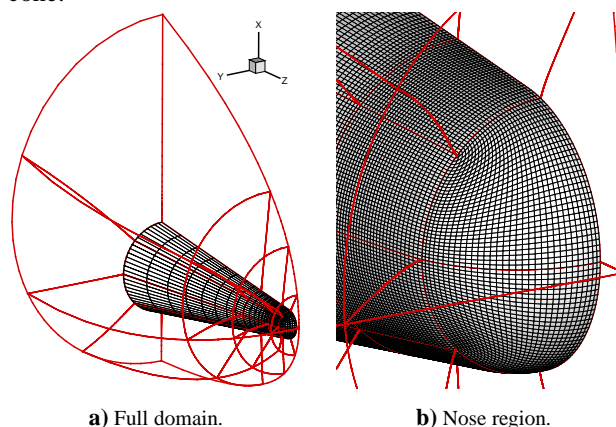 cone.
X
Y
Z
a) Full domain.
b) Nose region.